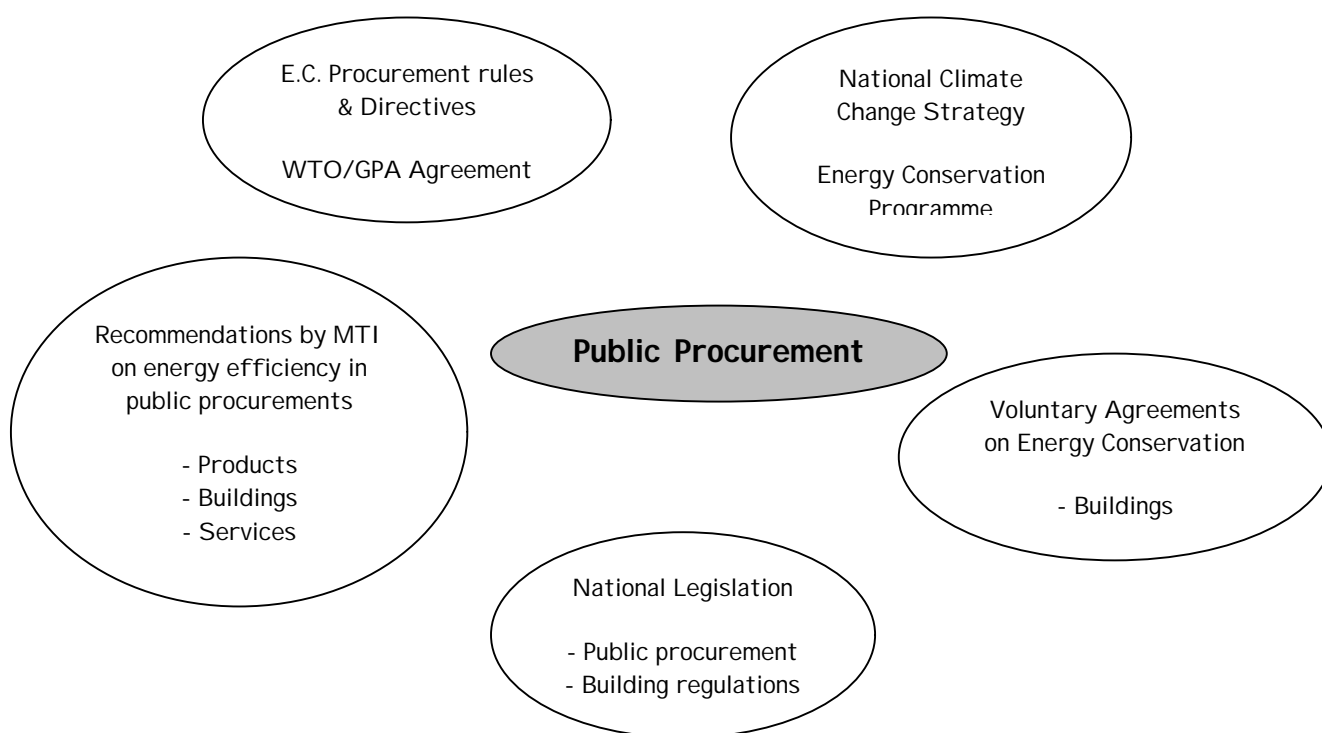 E.C. Procurement rules
& Directives
WTO/GPA Agreement
National Climate
Change Strategy
Energy Conservation
Programme
Recommendations by MTI
on energy efficiency in
public procurements
- Products
- Buildings
- Services
Public Procurement
Voluntary Agreements
on Energy Conservation
- Buildings
National Legislation
- Public procurement
- Building regulations